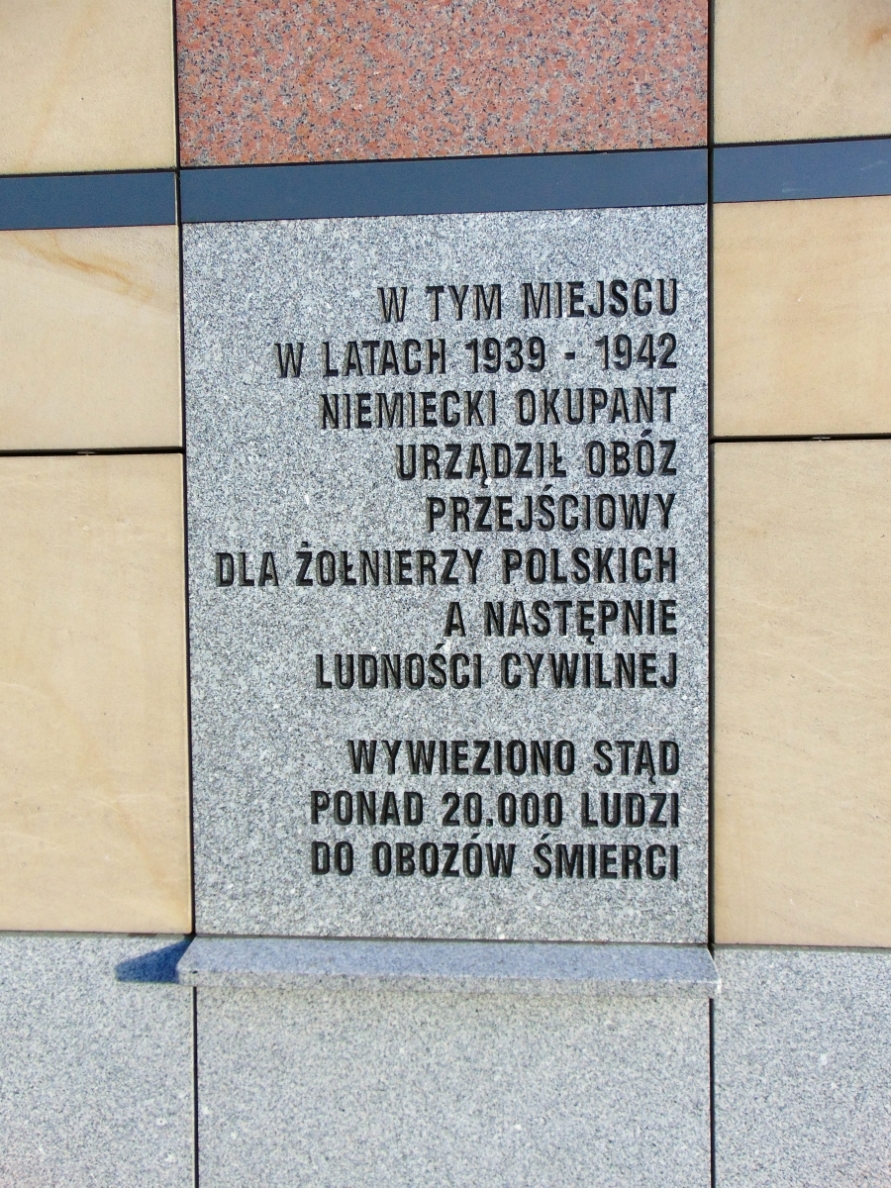 W TYM MIEJSCU
W LATACH 1939 - 1942
NIEMIECKI OKUPANT
URZĄDZIŁ OBÓZ
PRZEJŚCIOWY
DLA ŻOŁNIERZY POLSKICH
A NASTĘPNIE
LUDNOŚCI CYWILNEJ
WYWIEZIONO STĄD
PONAD 20.000 LUDZI
DO OBOZÓW ŚMIERCI